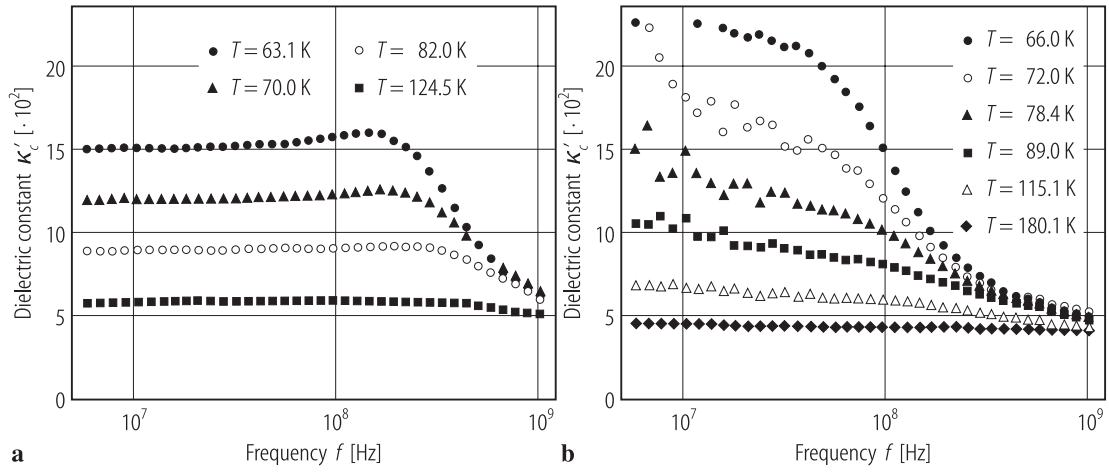 20
15
10
5
0
Dielectric constant κ′c [·10²]
T = 63.1 K
T = 82.0 K
T = 70.0 K
T = 124.5 K
10⁷
10⁸
10⁹
Frequency f [Hz]
a
20
15
10
5
0
Dielectric constant κ′c [·10²]
T = 66.0 K
T = 72.0 K
T = 78.4 K
T = 89.0 K
T = 115.1 K
T = 180.1 K
10⁷
10⁸
10⁹
Frequency f [Hz]
b